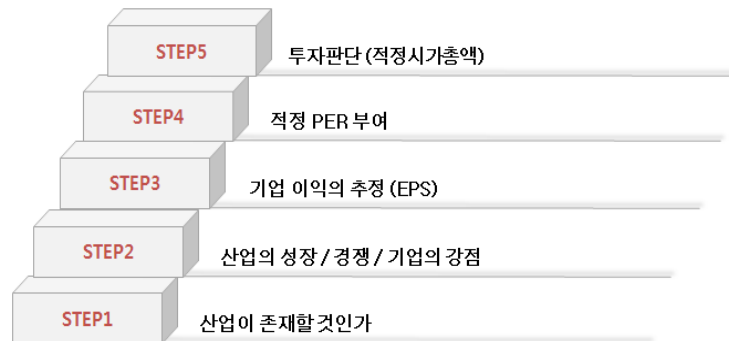 STEP5 투자판단 (적정시가총액)
STEP4 적정 PER 부여
STEP3 기업 이익의 추정 (EPS)
STEP2 산업의 성장 / 경쟁 / 기업의 강점
STEP1 산업이 존재할것인가